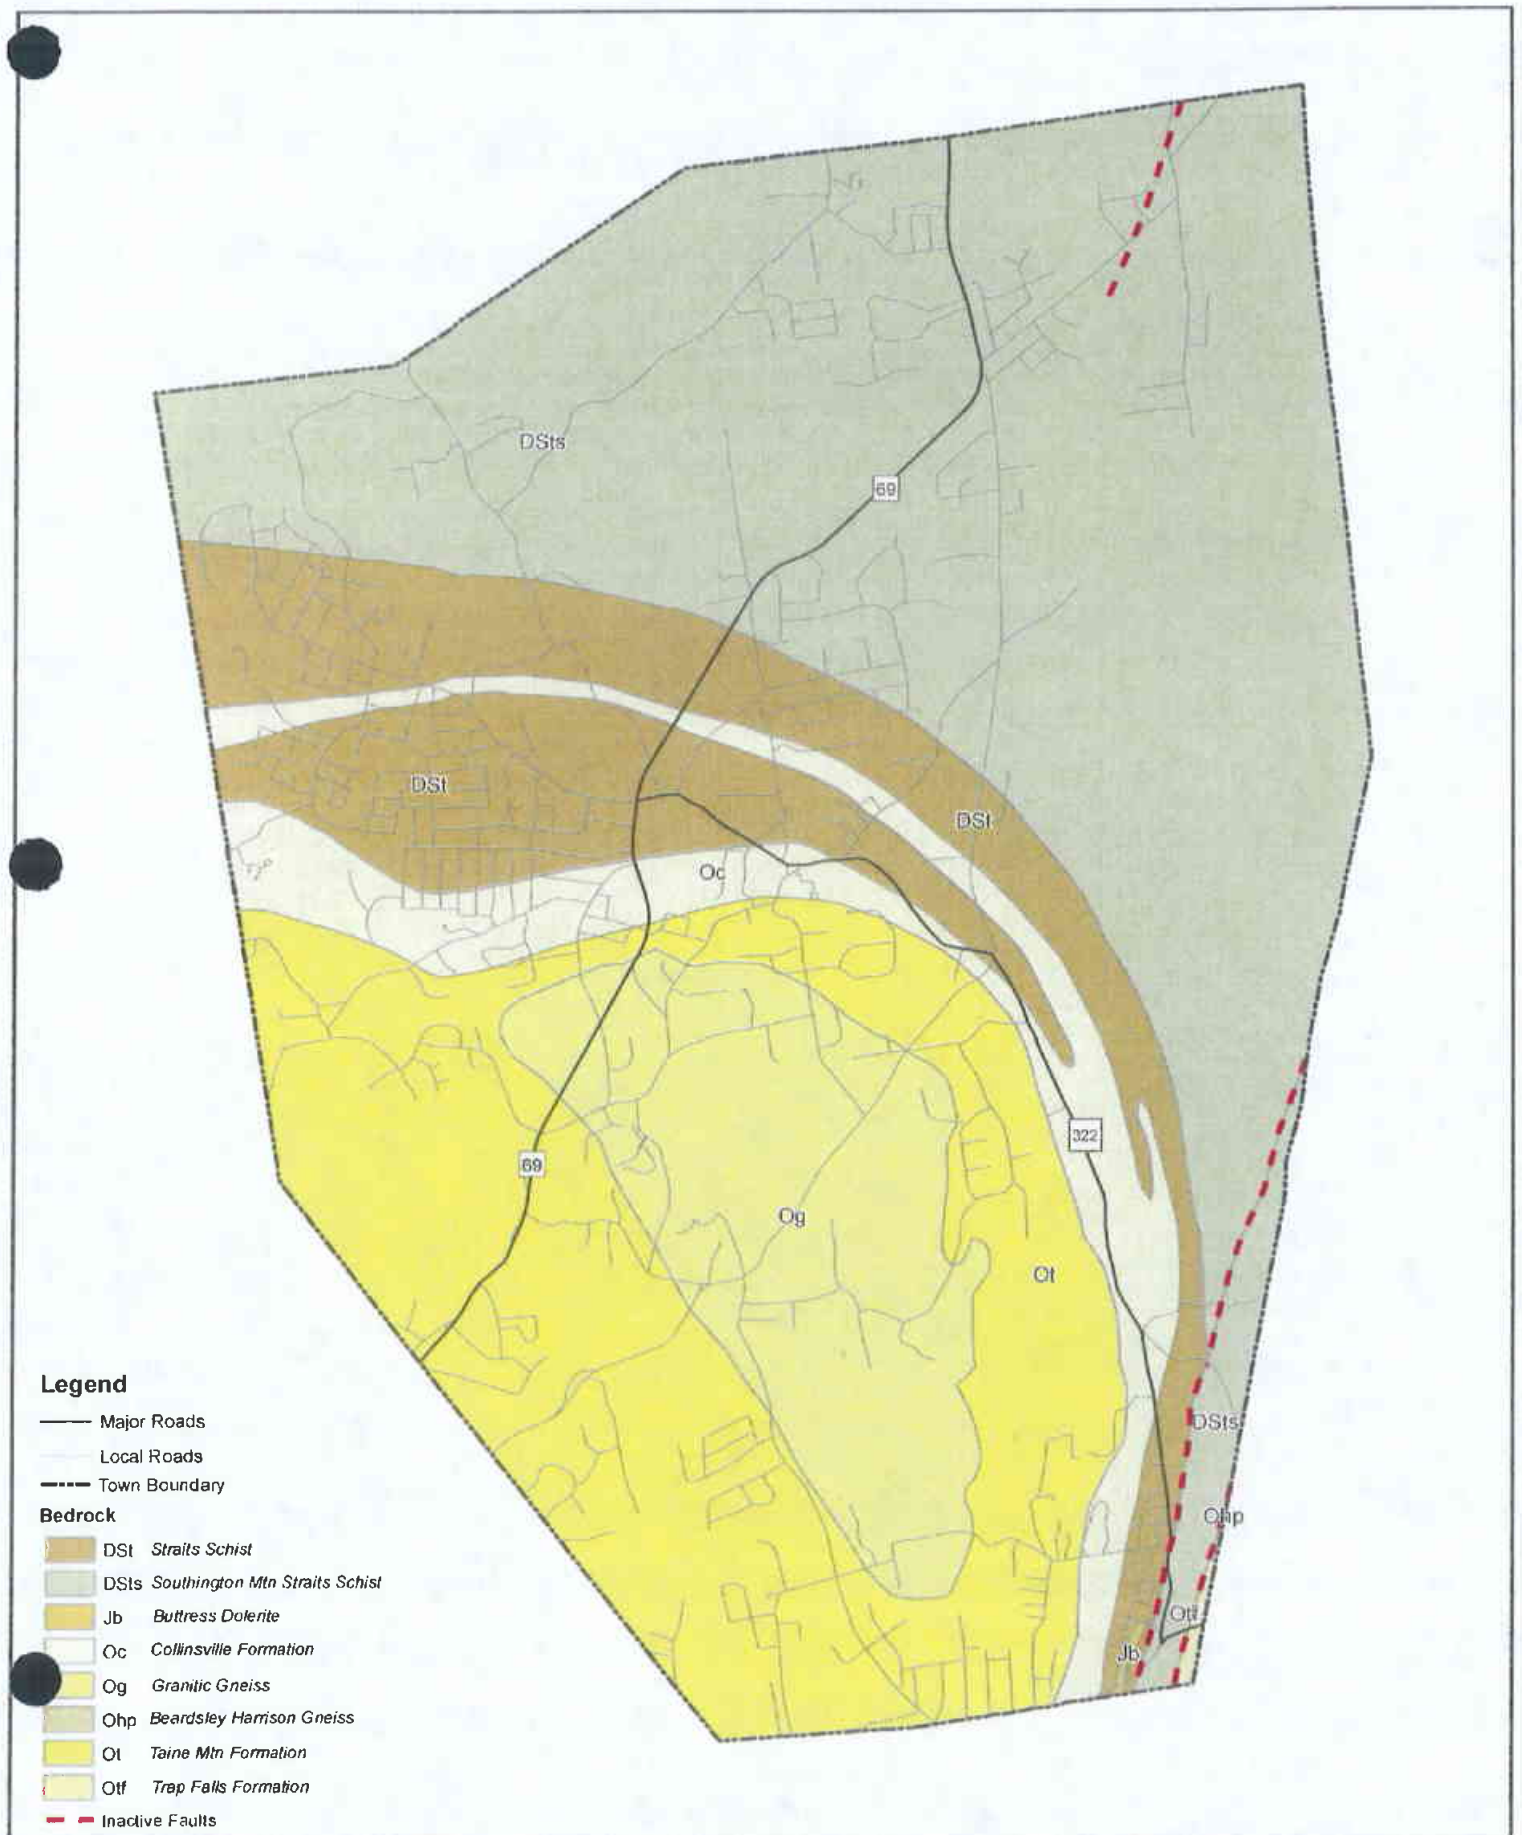 DSts
69
DSt
DSt
Oc
322
69
Og
Ot
DSts
Ohp
Otf
Jb
Legend
Major Roads
Local Roads
Town Boundary
Bedrock
DSt Straits Schist
DSts Southington Mtn Straits Schist
Jb Buttress Dolerite
Oc Collinsville Formation
Og Granitic Gneiss
Ohp Beardsley Harrison Gneiss
Ot Taine Mtn Formation
Otf Trap Falls Formation
Inactive Faults